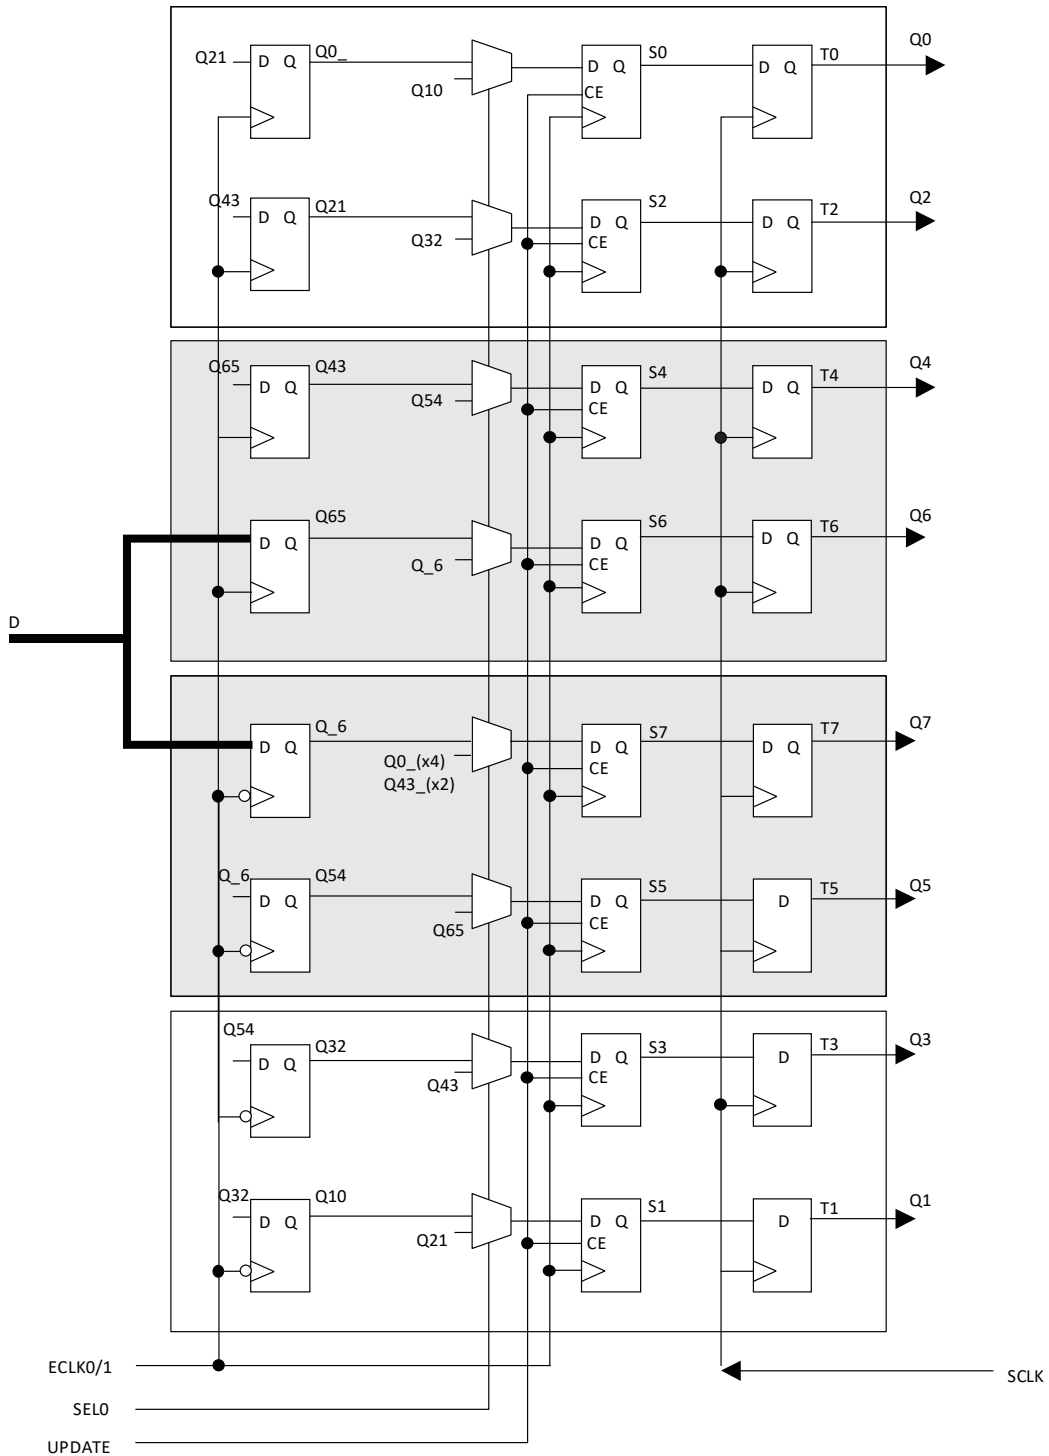 Q21 D Q Q0_ Q10 D Q CE S0 D Q T0 Q0
Q43 D Q Q21 Q32 D Q CE S2 D Q T2 Q2
Q65 D Q Q43 Q54 D Q CE S4 D Q T4 Q4
D Q Q65 Q_6 D Q CE S6 D Q T6 Q6
D
D Q Q_6 Q0_(x4) Q43_(x2) D Q CE S7 D Q T7 Q7
Q_6 D Q Q54 Q65 D Q CE S5 D T5 Q5
Q54 D Q Q32 Q43 D Q CE S3 D T3 Q3
Q32 D Q Q10 Q21 D Q CE S1 D T1 Q1
ECLK0/1
SCLK
SEL0
UPDATE